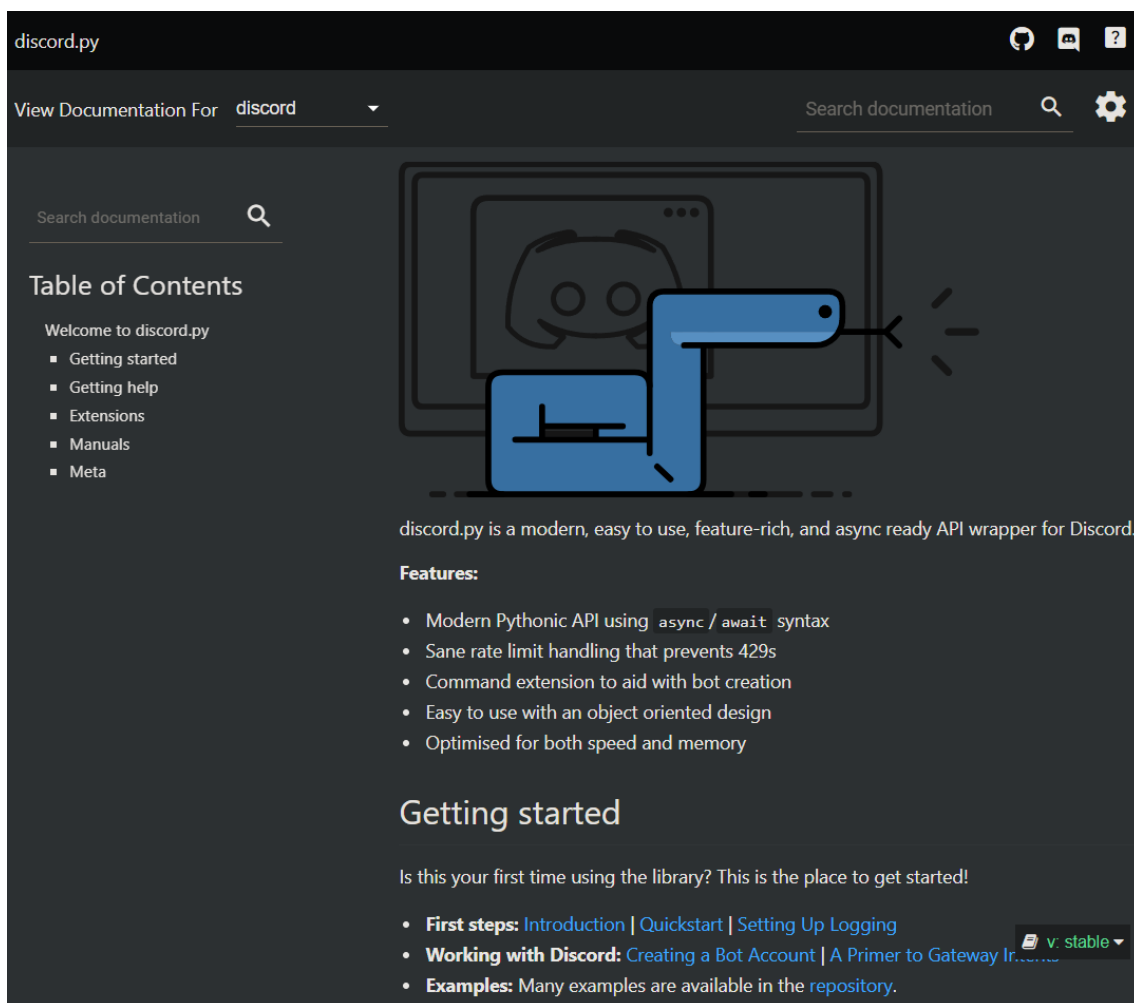 discord.py
View Documentation For discord
Search documentation
Search documentation
Table of Contents
Welcome to discord.py
Getting started
Getting help
Extensions
Manuals
Meta
discord.py is a modern, easy to use, feature-rich, and async ready API wrapper for Discord.
Features:
Modern Pythonic API using async / await syntax
Sane rate limit handling that prevents 429s
Command extension to aid with bot creation
Easy to use with an object oriented design
Optimised for both speed and memory
Getting started
Is this your first time using the library? This is the place to get started!
First steps: Introduction | Quickstart | Setting Up Logging
v: stable
Working with Discord: Creating a Bot Account | A Primer to Gateway
Examples: Many examples are available in the repository.